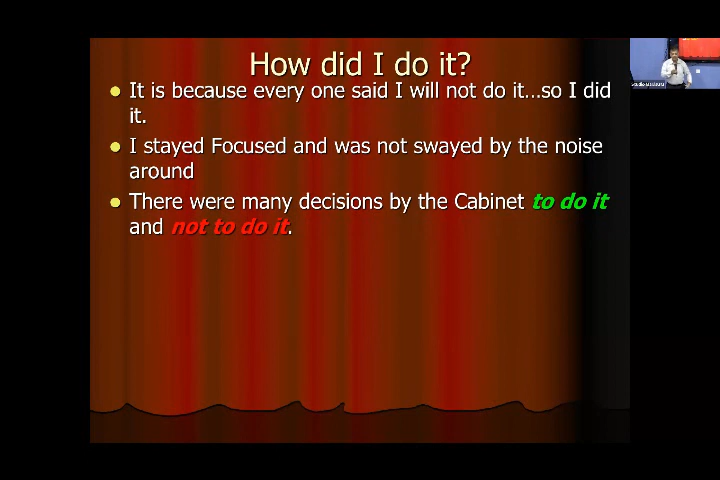 How did I do it?
It is because every one said I will not do it...so I did
it.
I stayed Focused and was not swayed by the noise
around
There were many decisions by the Cabinet to do it
and not to do it.